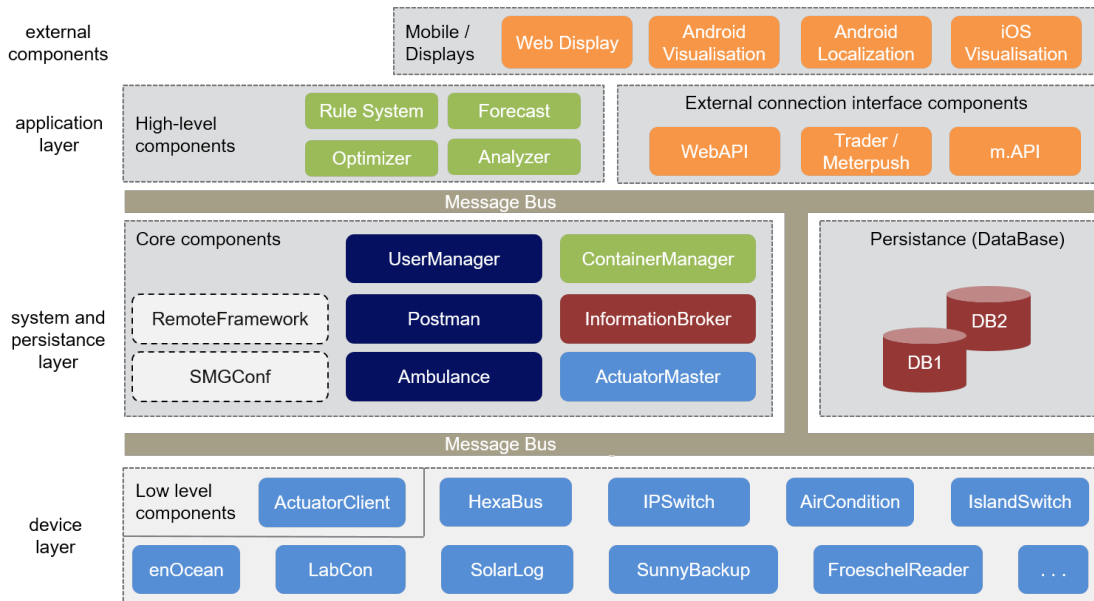 external
components
Mobile /
Displays
Web Display
Android
Visualisation
Android
Localization
iOS
Visualisation
application
layer
High-level
components
Rule System
Forecast
Optimizer
Analyzer
External connection interface components
WebAPI
Trader /
Meterpush
m.API
Message Bus
system and
persistance
layer
Core components
UserManager
ContainerManager
RemoteFramework
Postman
InformationBroker
SMGConf
Ambulance
ActuatorMaster
Persistance (DataBase)
DB2
DB1
Message Bus
device
layer
Low level
components
ActuatorClient
HexaBus
IPSwitch
AirCondition
IslandSwitch
enOcean
LabCon
SolarLog
SunnyBackup
FroeschelReader
. . .